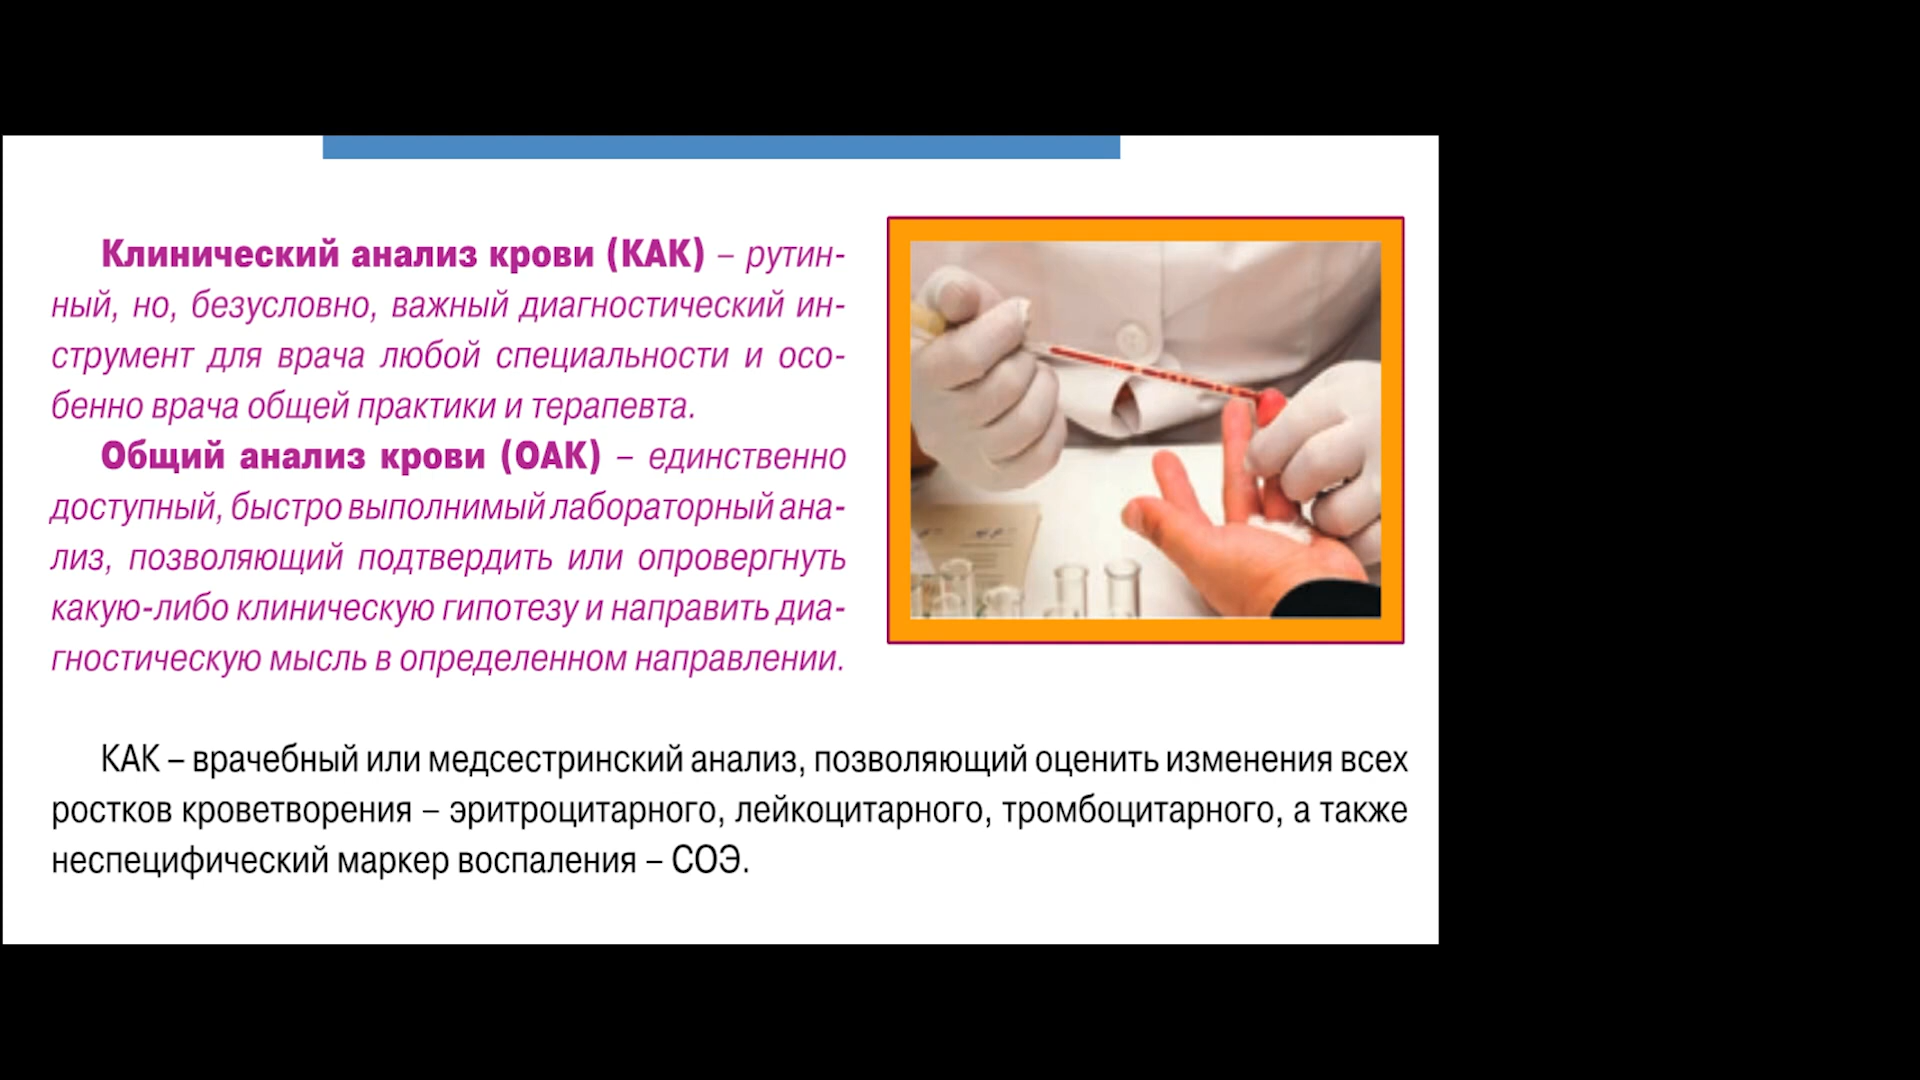 Клинический анализ крови (КАК) – рутин-
ный, но, безусловно, важный диагностический ин-
струмент для врача любой специальности и осо-
бенно врача общей практики и терапевта.
Общий анализ крови (ОАК) – единственно
доступный, быстро выполнимый лабораторный ана-
лиз, позволяющий подтвердить или опровергнуть
какую-либо клиническую гипотезу и направить диа-
гностическую мысль в определенном направлении.
КАК – врачебный или медсестринский анализ, позволяющий оценить изменения всех
ростков кроветворения – эритроцитарного, лейкоцитарного, тромбоцитарного, а также
неспецифический маркер воспаления – СОЭ.